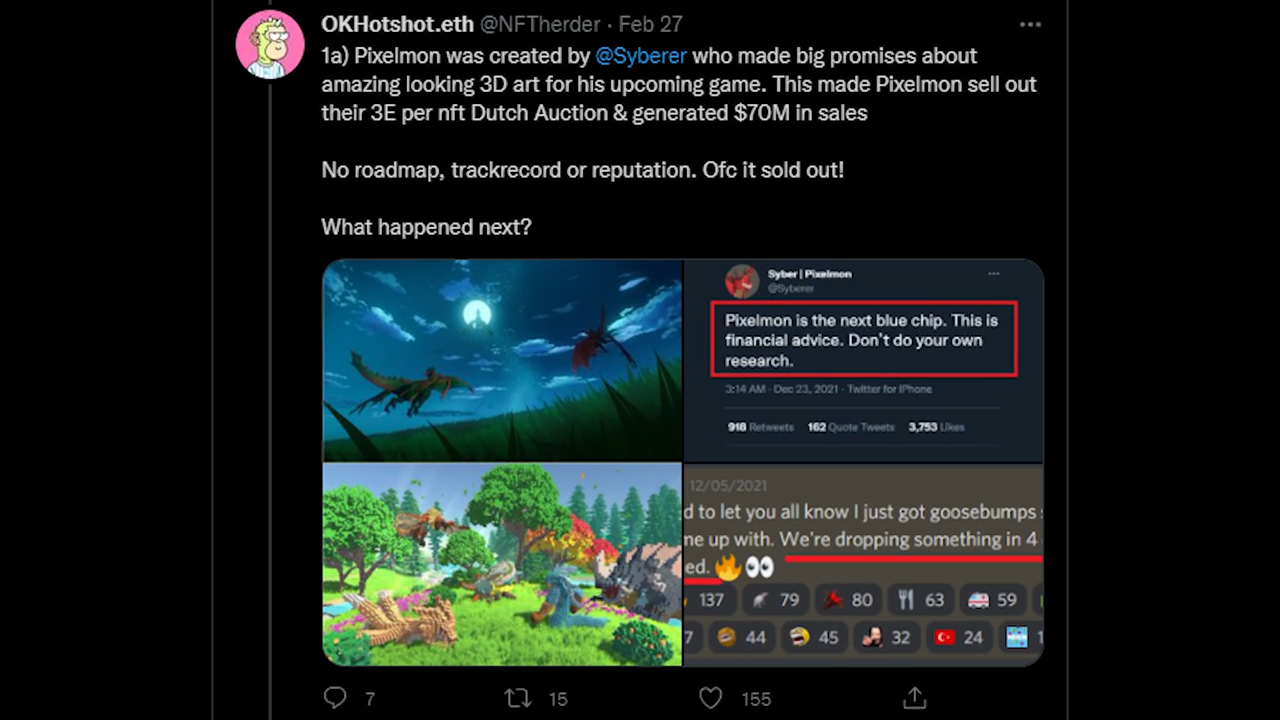 OKHotshot.eth @NFTherder · Feb 27
1a) Pixelmon was created by @Syberer who made big promises about
amazing looking 3D art for his upcoming game. This made Pixelmon sell out
their 3E per nft Dutch Auction & generated $70M in sales
No roadmap, trackrecord or reputation. Ofc it sold out!
What happened next?
Syber | Pixelmon
@Syberer
Pixelmon is the next blue chip. This is
financial advice. Don't do your own
research.
3:14 AM · Dec 23, 2021 · Twitter for iPhone
918 Retweets 162 Quote Tweets 3,753 Likes
12/05/2021
d to let you all know I just got goosebumps
me up with. We're dropping something in 4
ed. 🔥👀
137 79 80 63 59
7 44 45 32 24 1
7 15 155